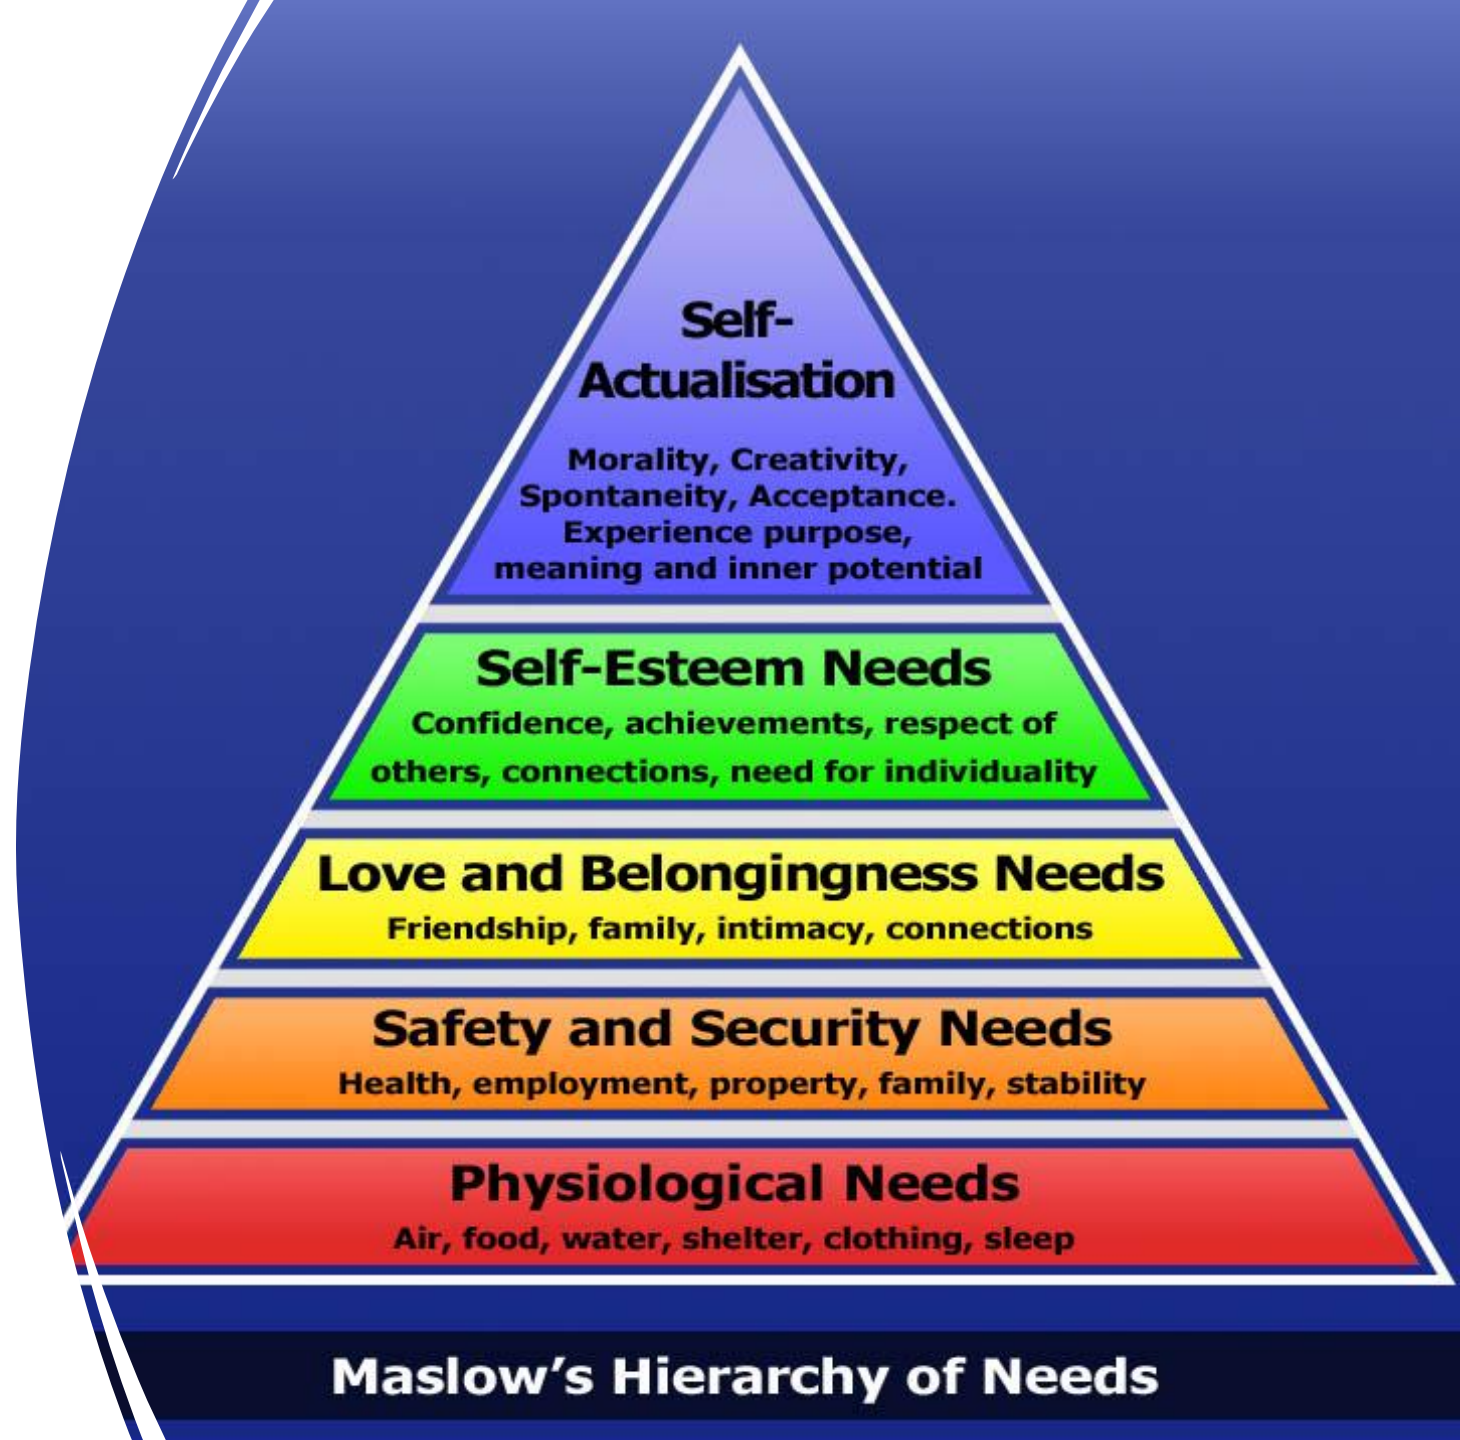 Self-
Actualisation
Morality, Creativity,
Spontaneity, Acceptance.
Experience purpose,
meaning and inner potential
Self-Esteem Needs
Confidence, achievements, respect of
others, connections, need for individuality
Love and Belongingness Needs
Friendship, family, intimacy, connections
Safety and Security Needs
Health, employment, property, family, stability
Physiological Needs
Air, food, water, shelter, clothing, sleep
Maslow’s Hierarchy of Needs